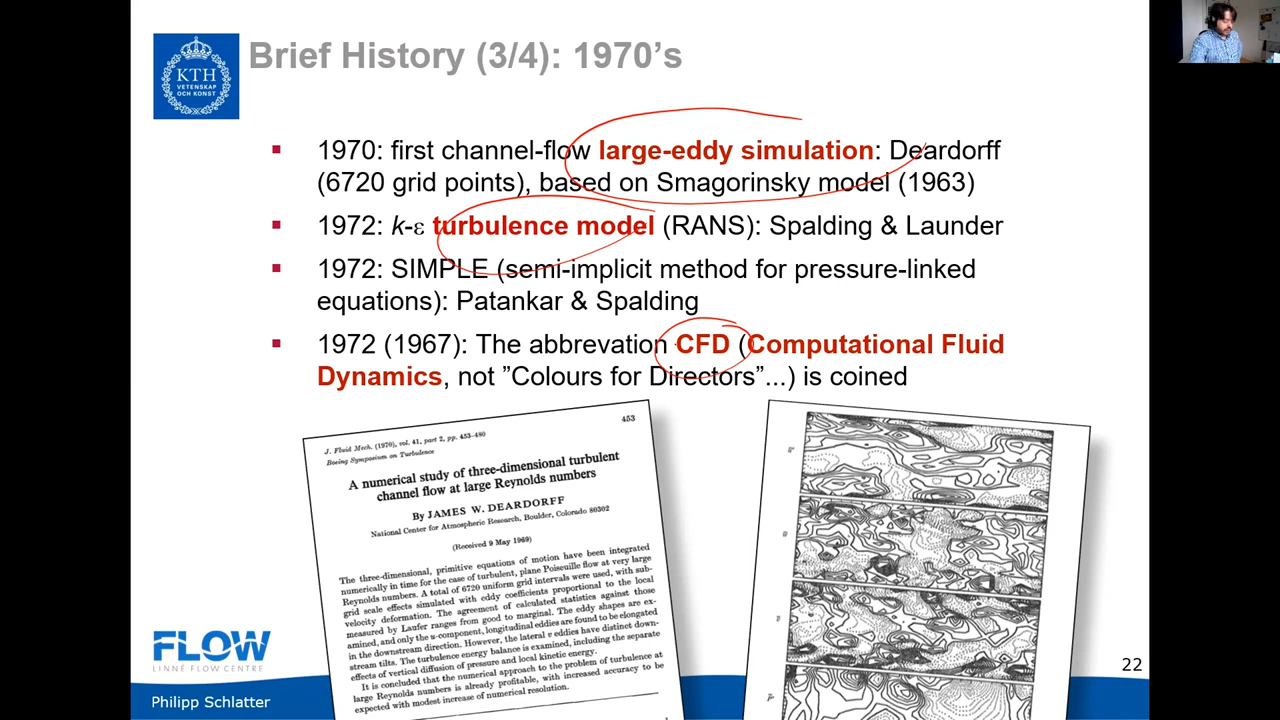 Brief History (3/4): 1970's
KTH
VETENSKAP
OCH KONST
▪ 1970: first channel-flow large-eddy simulation: Deardorff
(6720 grid points), based on Smagorinsky model (1963)
▪ 1972: k-ε turbulence model (RANS): Spalding & Launder
▪ 1972: SIMPLE (semi-implicit method for pressure-linked
equations): Patankar & Spalding
▪ 1972 (1967): The abbrevation CFD (Computational Fluid
Dynamics, not ”Colours for Directors”...) is coined
453
J. Fluid Mech. (1970), vol. 41, part 2, pp. 453–480
Boeing Symposium on Turbulence
A numerical study of three-dimensional turbulent
channel flow at large Reynolds numbers
By JAMES W. DEARDORFF
National Center for Atmospheric Research, Boulder, Colorado 80302
(Received 9 May 1969)
The three-dimensional, primitive equations of motion have been integrated
numerically in time for the case of turbulent, plane Poiseuille flow at very large
Reynolds numbers. A total of 6720 uniform grid intervals were used, with sub-
grid scale effects simulated with eddy coefficients proportional to the local
velocity deformation. The agreement of calculated statistics against those
measured by Laufer ranges from good to marginal. The eddy shapes are ex-
amined, and only the u-component, longitudinal eddies are found to be elongated
in the downstream direction. However, the lateral v eddies have distinct down-
stream tilts. The turbulence energy balance is examined, including the separate
effects of vertical diffusion of pressure and local kinetic energy.
It is concluded that the numerical approach to the problem of turbulence at
large Reynolds numbers is already profitable, with increased accuracy to be
expected with modest increase of numerical resolution.
FLOW
LINNÉ FLOW CENTRE
22
Philipp Schlatter